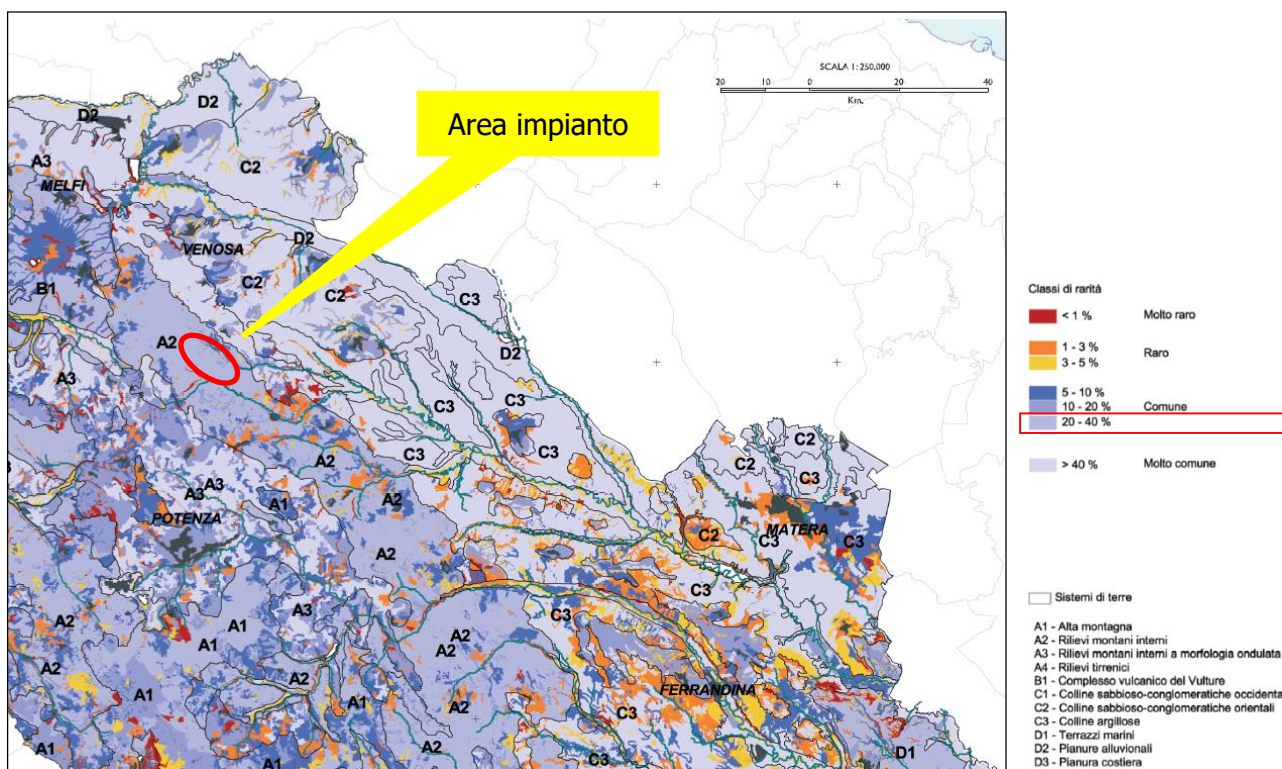 SCALA 1: 250.000
20 10 0 20 40
Km.
Area impianto
D2
D2
C2
A3
MELFI
VENOSA
D2
C2
C2
B1
C3
A2
D2
A3
C3
C3
C3
C3
A2
C2
C2
C3
A3
A3
A1
A2
POTENZA
MATERA
C2
C3
C3
A2
C3
A3
C3
A2
A1
A1
A2
A2
A2
A1
FERRANDINA
A1
A2
C3
A2
A1
A1
C3
D1
Classi di rarità
< 1 % Molto raro
1 - 3 %
Raro
3 - 5 %
5 - 10 %
10 - 20 % Comune
20 - 40 %
> 40 % Molto comune
Sistemi di terre
A1 - Alta montagna
A2 - Rilievi montani interni
A3 - Rilievi montani interni a morfologia ondulata
A4 - Rilievi tirrenici
B1 - Complesso vulcanico del Vulture
C1 - Colline sabbioso-conglomeratiche occidenta
C2 - Colline sabbioso-conglomeratiche orientali
C3 - Colline argillose
D1 - Terrazzi marini
D2 - Pianure alluvionali
D3 - Pianura costiera